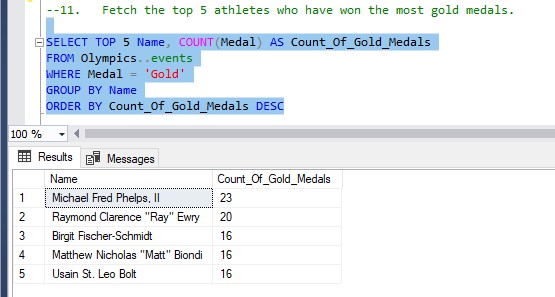 --11. Fetch the top 5 athletes who have won the most gold medals.
SELECT TOP 5 Name, COUNT(Medal) AS Count_Of_Gold_Medals
FROM Olympics..events
WHERE Medal = 'Gold'
GROUP BY Name
ORDER BY Count_Of_Gold_Medals DESC
100 %
Results Messages
Name Count_Of_Gold_Medals
1 Michael Fred Phelps, II 23
2 Raymond Clarence "Ray" Ewry 20
3 Birgit Fischer-Schmidt 16
4 Matthew Nicholas "Matt" Biondi 16
5 Usain St. Leo Bolt 16